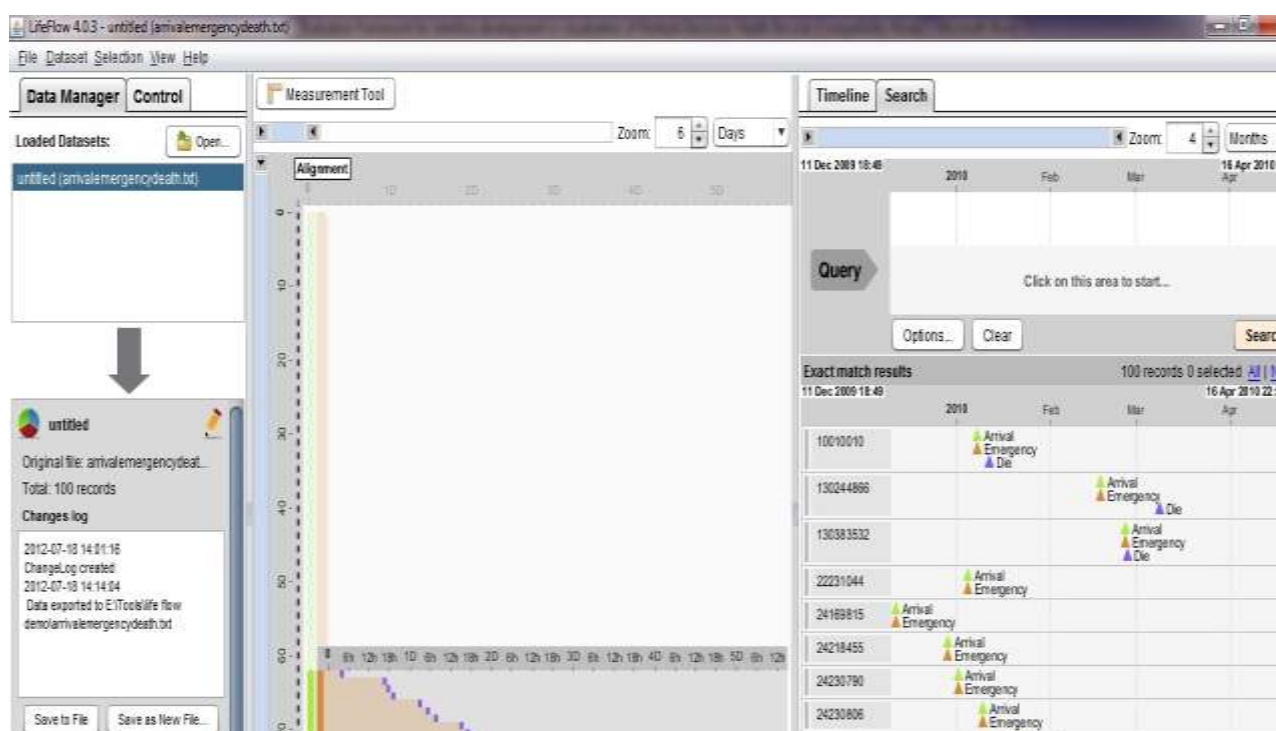 LifeFlow 4.0.3 - untitled (arrivalemergencydeath.txt)
File Dataset Selection View Help
Data Manager Control
Loaded Datasets: Open...
untitled (arrivalemergencydeath.txt)
untitled
Original file: arrivalemergencydeat...
Total: 100 records
Changes log
2012-07-18 14:01:16
ChangeLog created
2012-07-18 14:14:04
Data exported to E:\Tools\life flow
demo\arrivalemergencydeath.txt
Save to File Save as New File...
Measurement Tool
Zoom: 6 Days
Alignment
0 10 20 30 40 50
0
10
20
30
40
50
60
0 6h 12h 18h 1D 6h 12h 18h 2D 6h 12h 18h 3D 6h 12h 18h 4D 6h 12h 18h 5D 6h 12h
Timeline Search
Zoom: 4 Months
11 Dec 2009 18:49 16 Apr 2010
2010 Feb Mar Apr
Query
Click on this area to start...
Options... Clear Searc
Exact match results 100 records 0 selected All |
11 Dec 2009 18:49 16 Apr 2010 22:
2010 Feb Mar Apr
10010010 Arrival
Emergency
Die
130244866 Arrival
Emergency
Die
130383532 Arrival
Emergency
Die
22231044 Arrival
Emergency
24169815 Arrival
Emergency
24218455 Arrival
Emergency
24230790 Arrival
Emergency
24230806 Arrival
Emergency